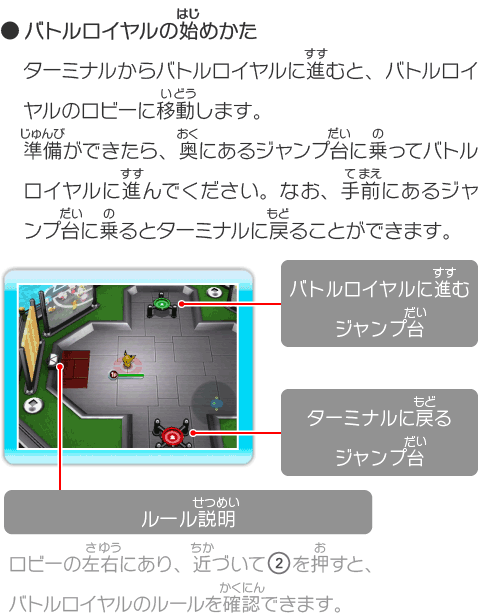 ● バトルロイヤルの始めかた
ターミナルからバトルロイヤルに進むと、バトルロイ
ヤルのロビーに移動します。
準備ができたら、奥にあるジャンプ台に乗ってバトル
ロイヤルに進んでください。なお、手前にあるジャ
ンプ台に乗るとターミナルに戻ることができます。
バトルロイヤルに進む
ジャンプ台
ターミナルに戻る
ジャンプ台
ルール説明
ロビーの左右にあり、近づいて②を押すと、
バトルロイヤルのルールを確認できます。